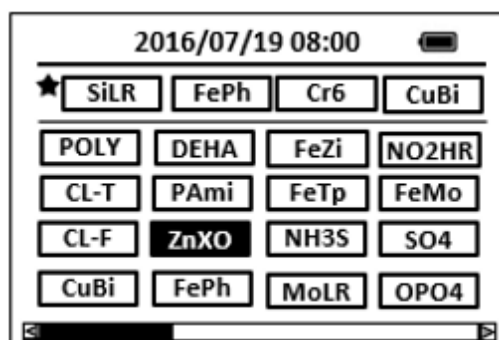 2016/07/19 08:00
SiLR FePh Cr6 CuBi
POLY DEHA FeZi NO2HR
CL-T PAmi FeTp FeMo
CL-F ZnXO NH3S SO4
CuBi FePh MoLR OPO4